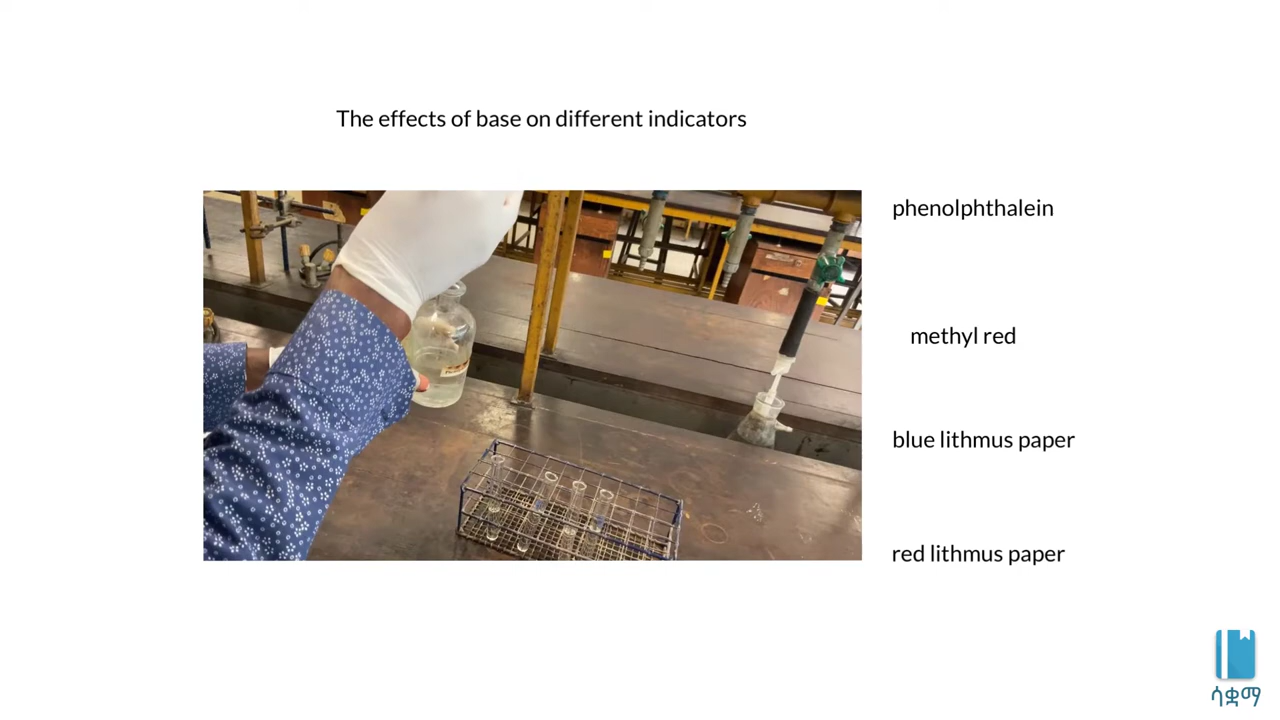 The effects of base on different indicators
phenolphthalein
methyl red
blue lithmus paper
red lithmus paper
ሳቋማ